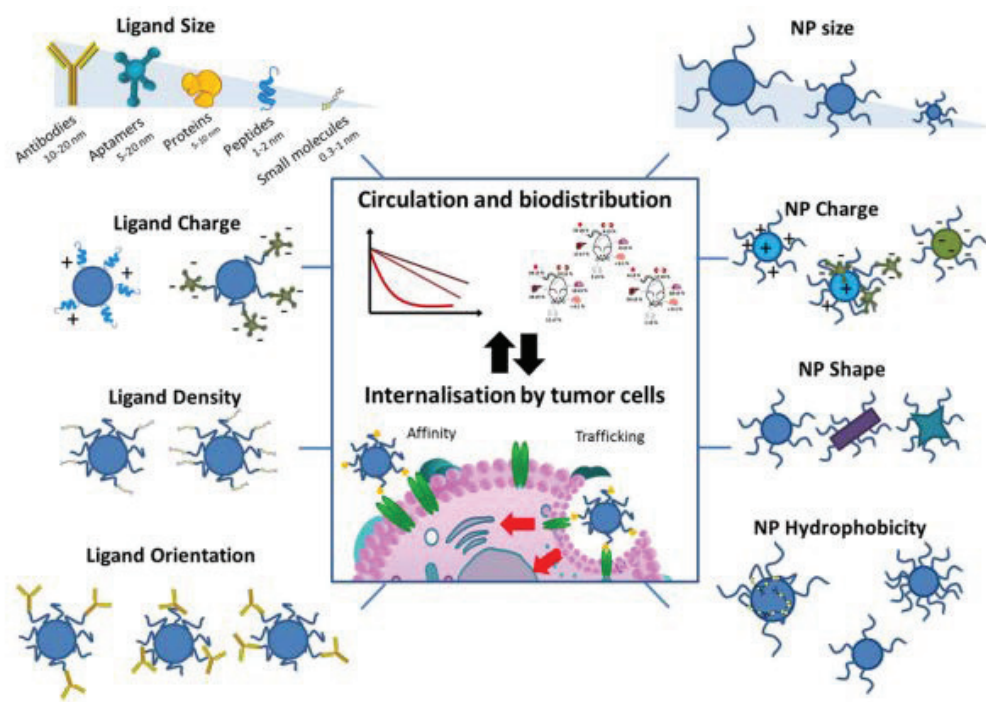 Ligand Size
Antibodies
10-20 nm
Aptamers
5-20 nm
Proteins
5-10 nm
Peptides
1-2 nm
Small molecules
0.3-1 nm
NP size
Ligand Charge
+
+
+
+
-
-
-
-
-
-
-
-
-
Circulation and biodistribution
NP Charge
+
+
+
+
+
-
-
-
-
-
-
-
Ligand Density
Internalisation by tumor cells
Affinity
Trafficking
NP Shape
Ligand Orientation
NP Hydrophobicity